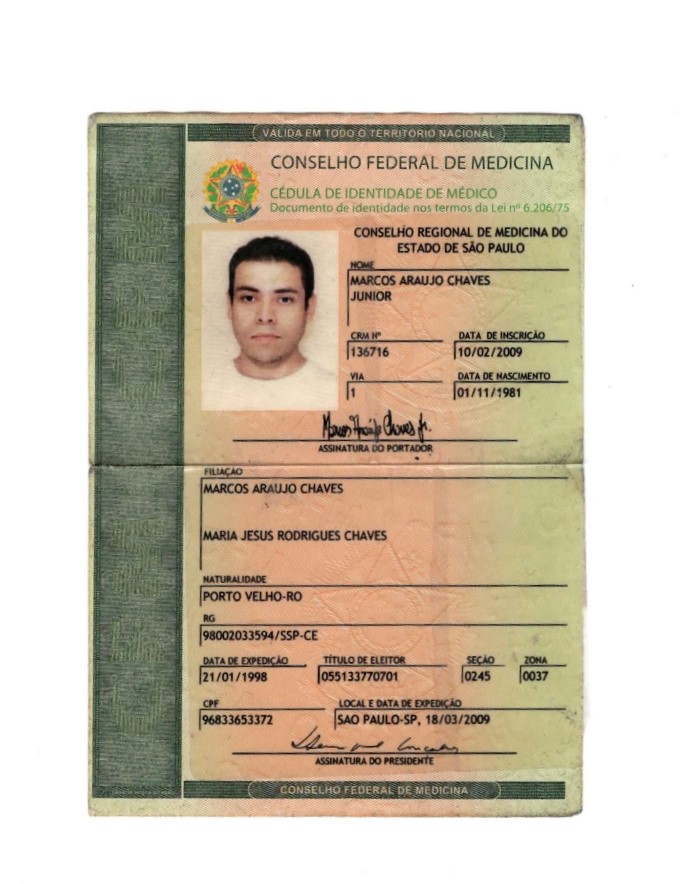 VÁLIDA EM TODO O TERRITÓRIO NACIONAL
CONSELHO FEDERAL DE MEDICINA
CÉDULA DE IDENTIDADE DE MÉDICO
Documento de identidade nos termos da Lei nº 6.206/75
CONSELHO REGIONAL DE MEDICINA DO
ESTADO DE SÃO PAULO
NOME
MARCOS ARAUJO CHAVES
JUNIOR
CRM Nº DATA DE INSCRIÇÃO
136716 10/02/2009
VIA DATA DE NASCIMENTO
1 01/11/1981
Marcos Araújo Chaves Jr.
ASSINATURA DO PORTADOR
FILIAÇÃO
MARCOS ARAUJO CHAVES
MARIA JESUS RODRIGUES CHAVES
NATURALIDADE
PORTO VELHO-RO
RG
98002033594/SSP-CE
DATA DE EXPEDIÇÃO TÍTULO DE ELEITOR SEÇÃO ZONA
21/01/1998 055133770701 0245 0037
CPF LOCAL E DATA DE EXPEDIÇÃO
96833653372 SAO PAULO-SP, 18/03/2009
ASSINATURA DO PRESIDENTE
CONSELHO FEDERAL DE MEDICINA